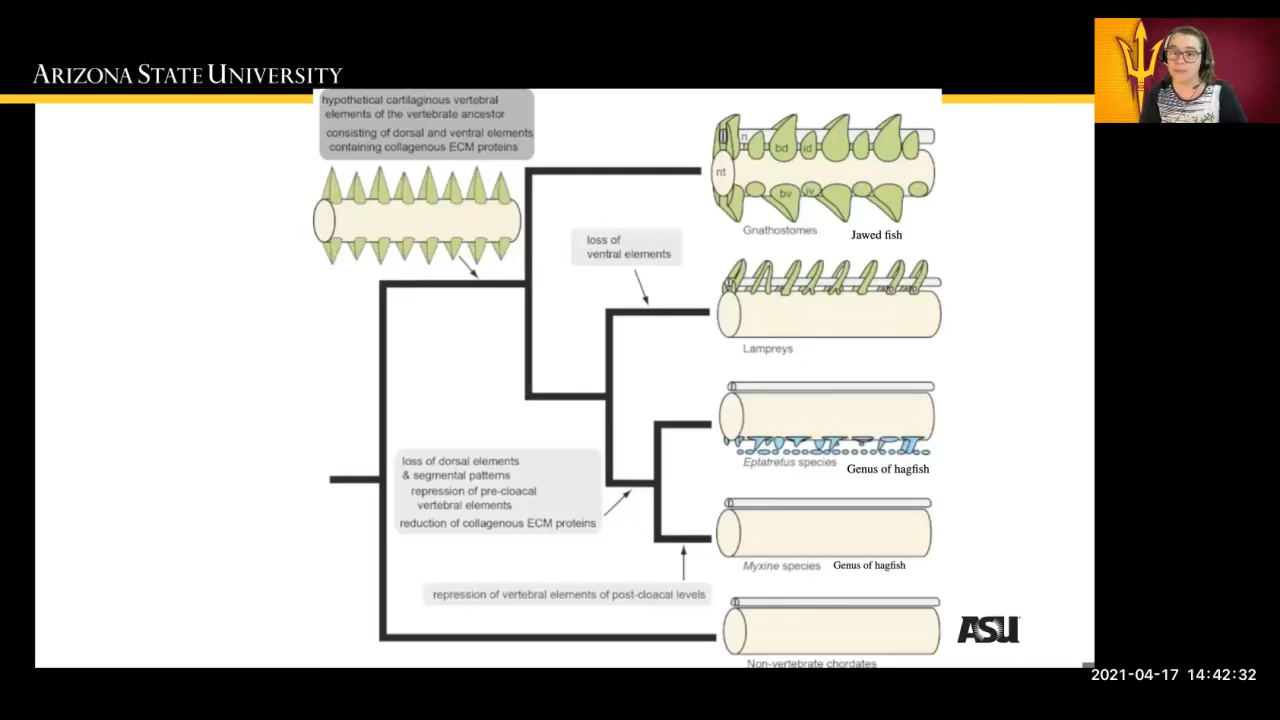 ARIZONA STATE UNIVERSITY
hypothetical cartilaginous vertebral
elements of the vertebrate ancestor
consisting of dorsal and ventral elements
containing collagenous ECM proteins
n
bd
id
nt
bv
iv
Gnathostomes
Jawed fish
loss of
ventral elements
Lampreys
loss of dorsal elements
& segmental patterns
repression of pre-cloacal
vertebral elements
reduction of collagenous ECM proteins
Eptatretus species
Genus of hagfish
Myxine species
Genus of hagfish
repression of vertebral elements of post-cloacal levels
ASU
Non-vertebrate chordates
2021-04-17 14:42:32